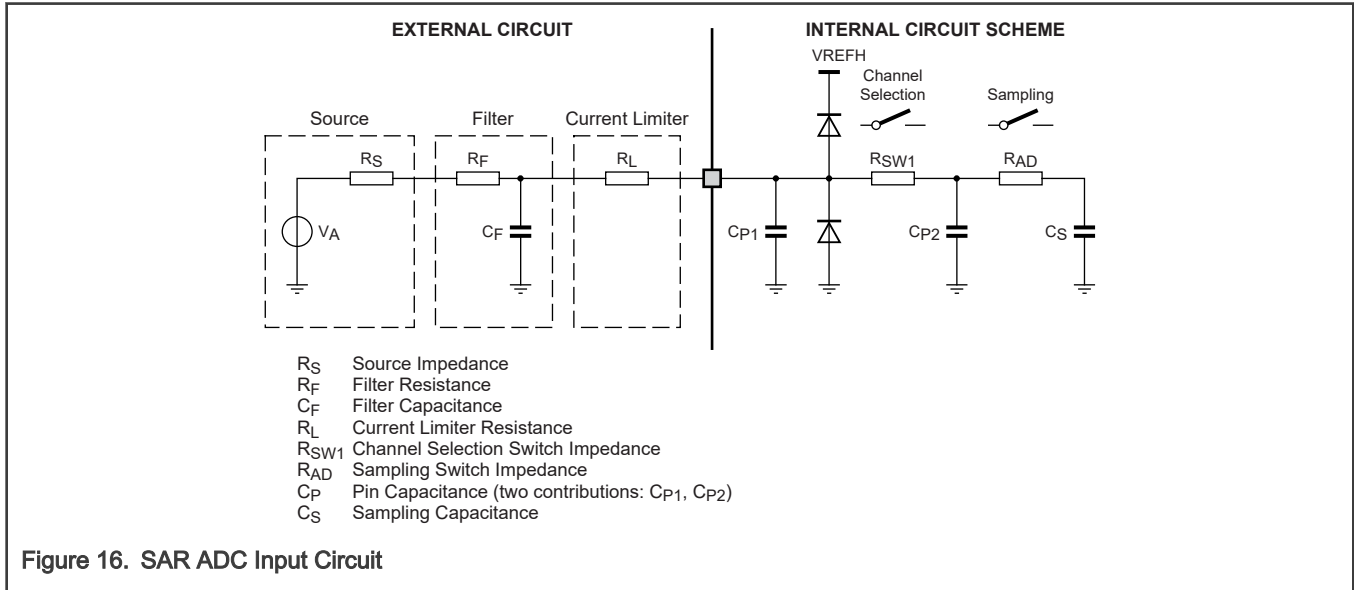 EXTERNAL CIRCUIT
INTERNAL CIRCUIT SCHEME
VREFH
Channel
Selection
Sampling
Source
Filter
Current Limiter
RS
RF
RL
RSW1
RAD
VA
CF
CP1
CP2
CS
RS Source Impedance
RF Filter Resistance
CF Filter Capacitance
RL Current Limiter Resistance
RSW1 Channel Selection Switch Impedance
RAD Sampling Switch Impedance
CP Pin Capacitance (two contributions: CP1, CP2)
CS Sampling Capacitance
Figure 16. SAR ADC Input Circuit